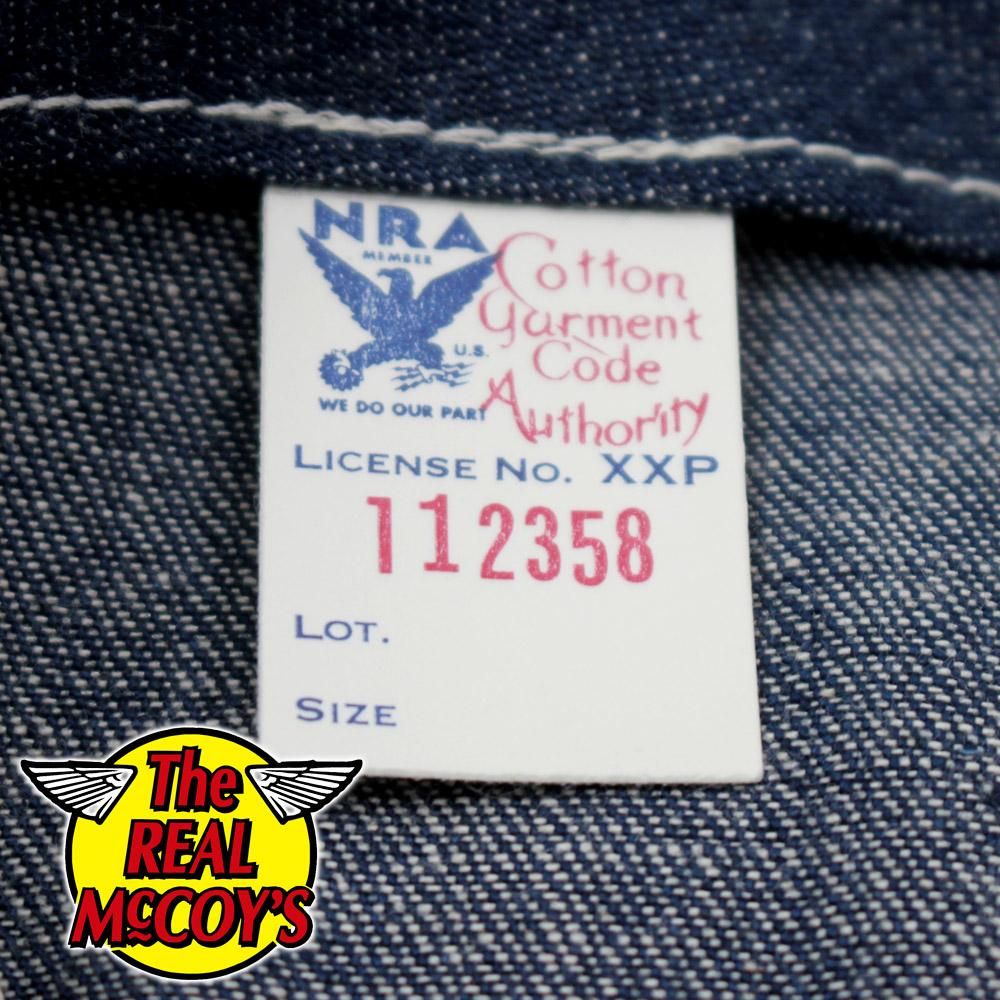 NRA
MEMBER
U.S.
WE DO OUR PART
Cotton
Garment
Code
Authority
LICENSE NO. XXP
112358
LOT.
SIZE
The
REAL
McCOY'S